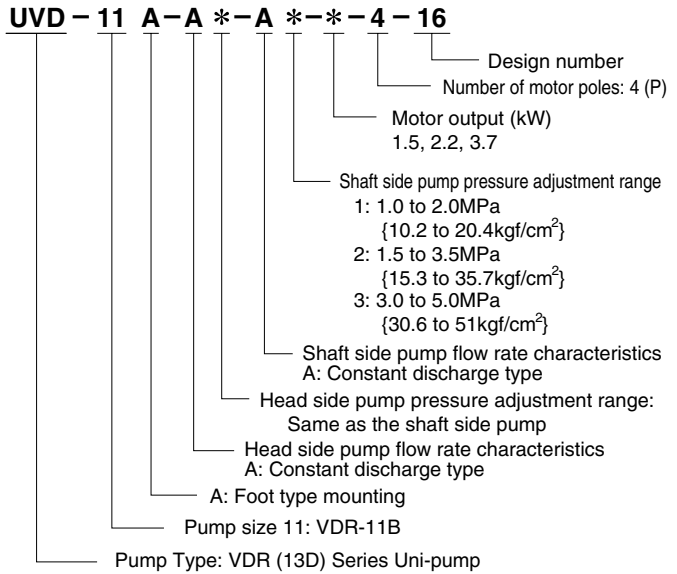 UVD – 11 A – A * – A * – * – 4 – 16
Design number
Number of motor poles: 4 (P)
Motor output (kW)
1.5, 2.2, 3.7
Shaft side pump pressure adjustment range
1: 1.0 to 2.0MPa
{10.2 to 20.4kgf/cm²}
2: 1.5 to 3.5MPa
{15.3 to 35.7kgf/cm²}
3: 3.0 to 5.0MPa
{30.6 to 51kgf/cm²}
Shaft side pump flow rate characteristics
A: Constant discharge type
Head side pump pressure adjustment range:
Same as the shaft side pump
Head side pump flow rate characteristics
A: Constant discharge type
A: Foot type mounting
Pump size 11: VDR-11B
Pump Type: VDR (13D) Series Uni-pump